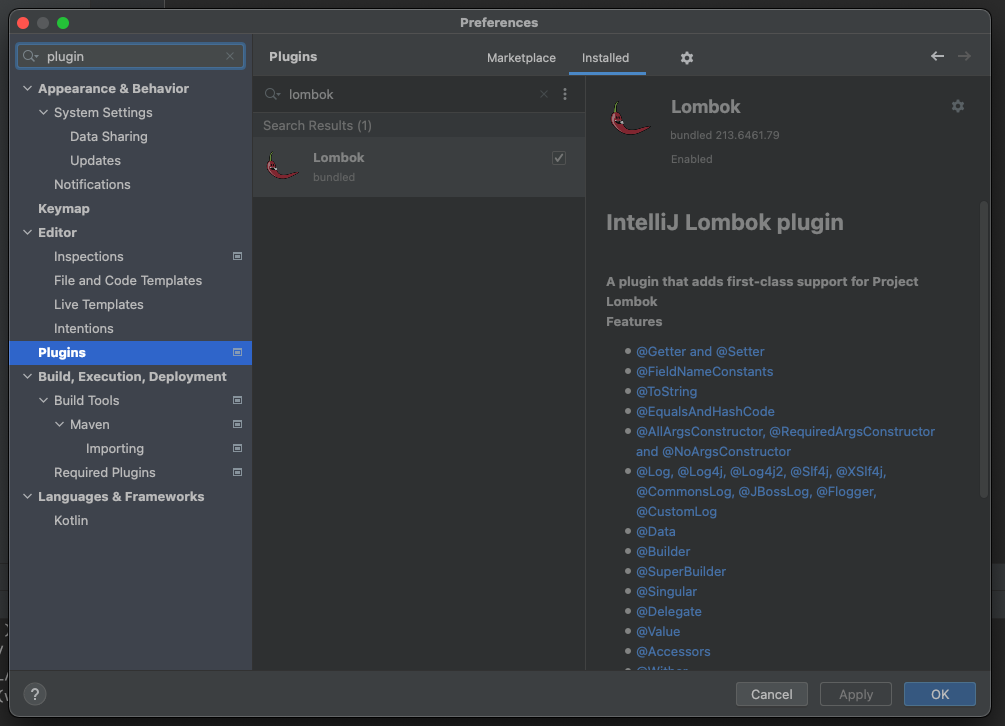 Preferences
plugin
Appearance & Behavior
System Settings
Data Sharing
Updates
Notifications
Keymap
Editor
Inspections
File and Code Templates
Live Templates
Intentions
Plugins
Build, Execution, Deployment
Build Tools
Maven
Importing
Required Plugins
Languages & Frameworks
Kotlin
Plugins
Marketplace
Installed
lombok
Search Results (1)
Lombok
bundled
Lombok
bundled 213.6461.79
Enabled
IntelliJ Lombok plugin
A plugin that adds first-class support for Project
Lombok
Features
@Getter and @Setter
@FieldNameConstants
@ToString
@EqualsAndHashCode
@AllArgsConstructor, @RequiredArgsConstructor
and @NoArgsConstructor
@Log, @Log4j, @Log4j2, @Slf4j, @XSlf4j,
@CommonsLog, @JBossLog, @Flogger,
@CustomLog
@Data
@Builder
@SuperBuilder
@Singular
@Delegate
@Value
@Accessors
?
Cancel
Apply
OK